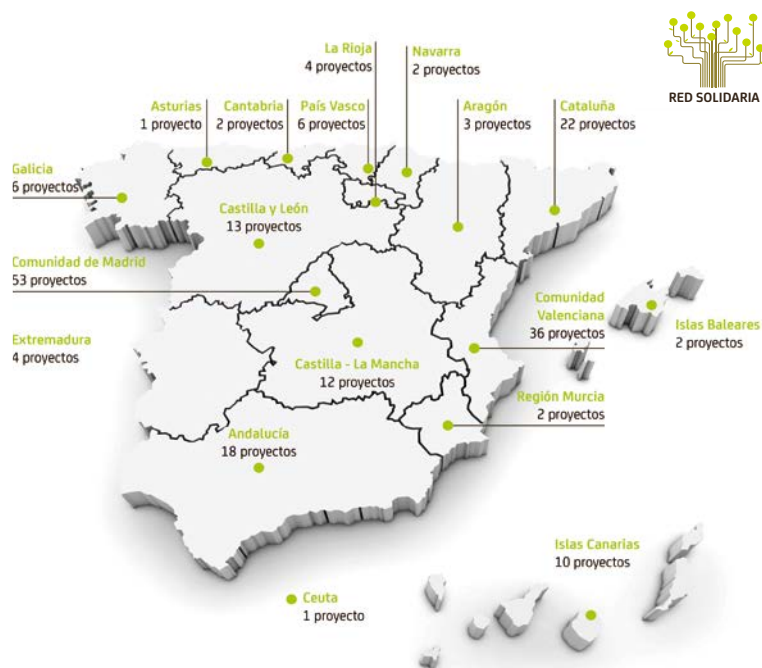 RED SOLIDARIA
La Rioja
4 proyectos
Navarra
2 proyectos
Asturias
1 proyecto
Cantabria
2 proyectos
País Vasco
6 proyectos
Aragón
3 proyectos
Cataluña
22 proyectos
Galicia
6 proyectos
Castilla y León
13 proyectos
Comunidad de Madrid
53 proyectos
Comunidad
Valenciana
36 proyectos
Islas Baleares
2 proyectos
Extremadura
4 proyectos
Castilla - La Mancha
12 proyectos
Región Murcia
2 proyectos
Andalucía
18 proyectos
Islas Canarias
10 proyectos
Ceuta
1 proyecto